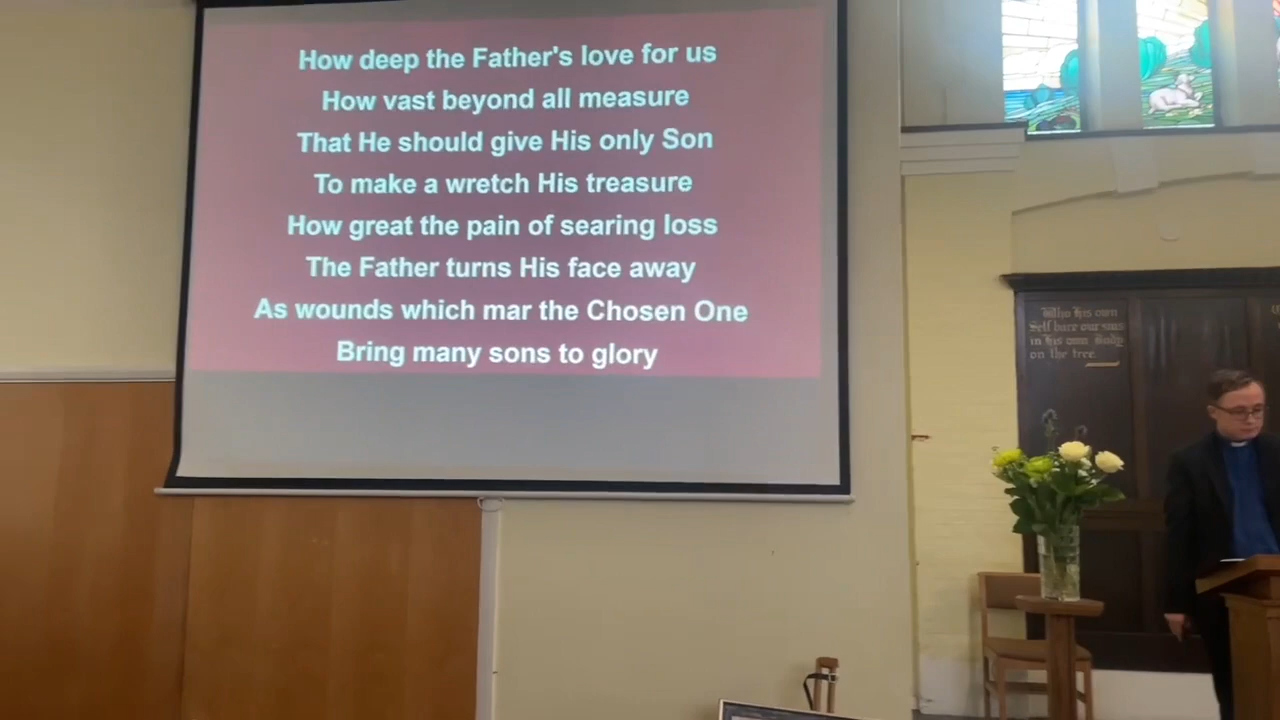 How deep the Father's love for us
How vast beyond all measure
That He should give His only Son
To make a wretch His treasure
How great the pain of searing loss
The Father turns His face away
As wounds which mar the Chosen One
Bring many sons to glory
Who his own
Self bare our sins
in his own Body
on the tree